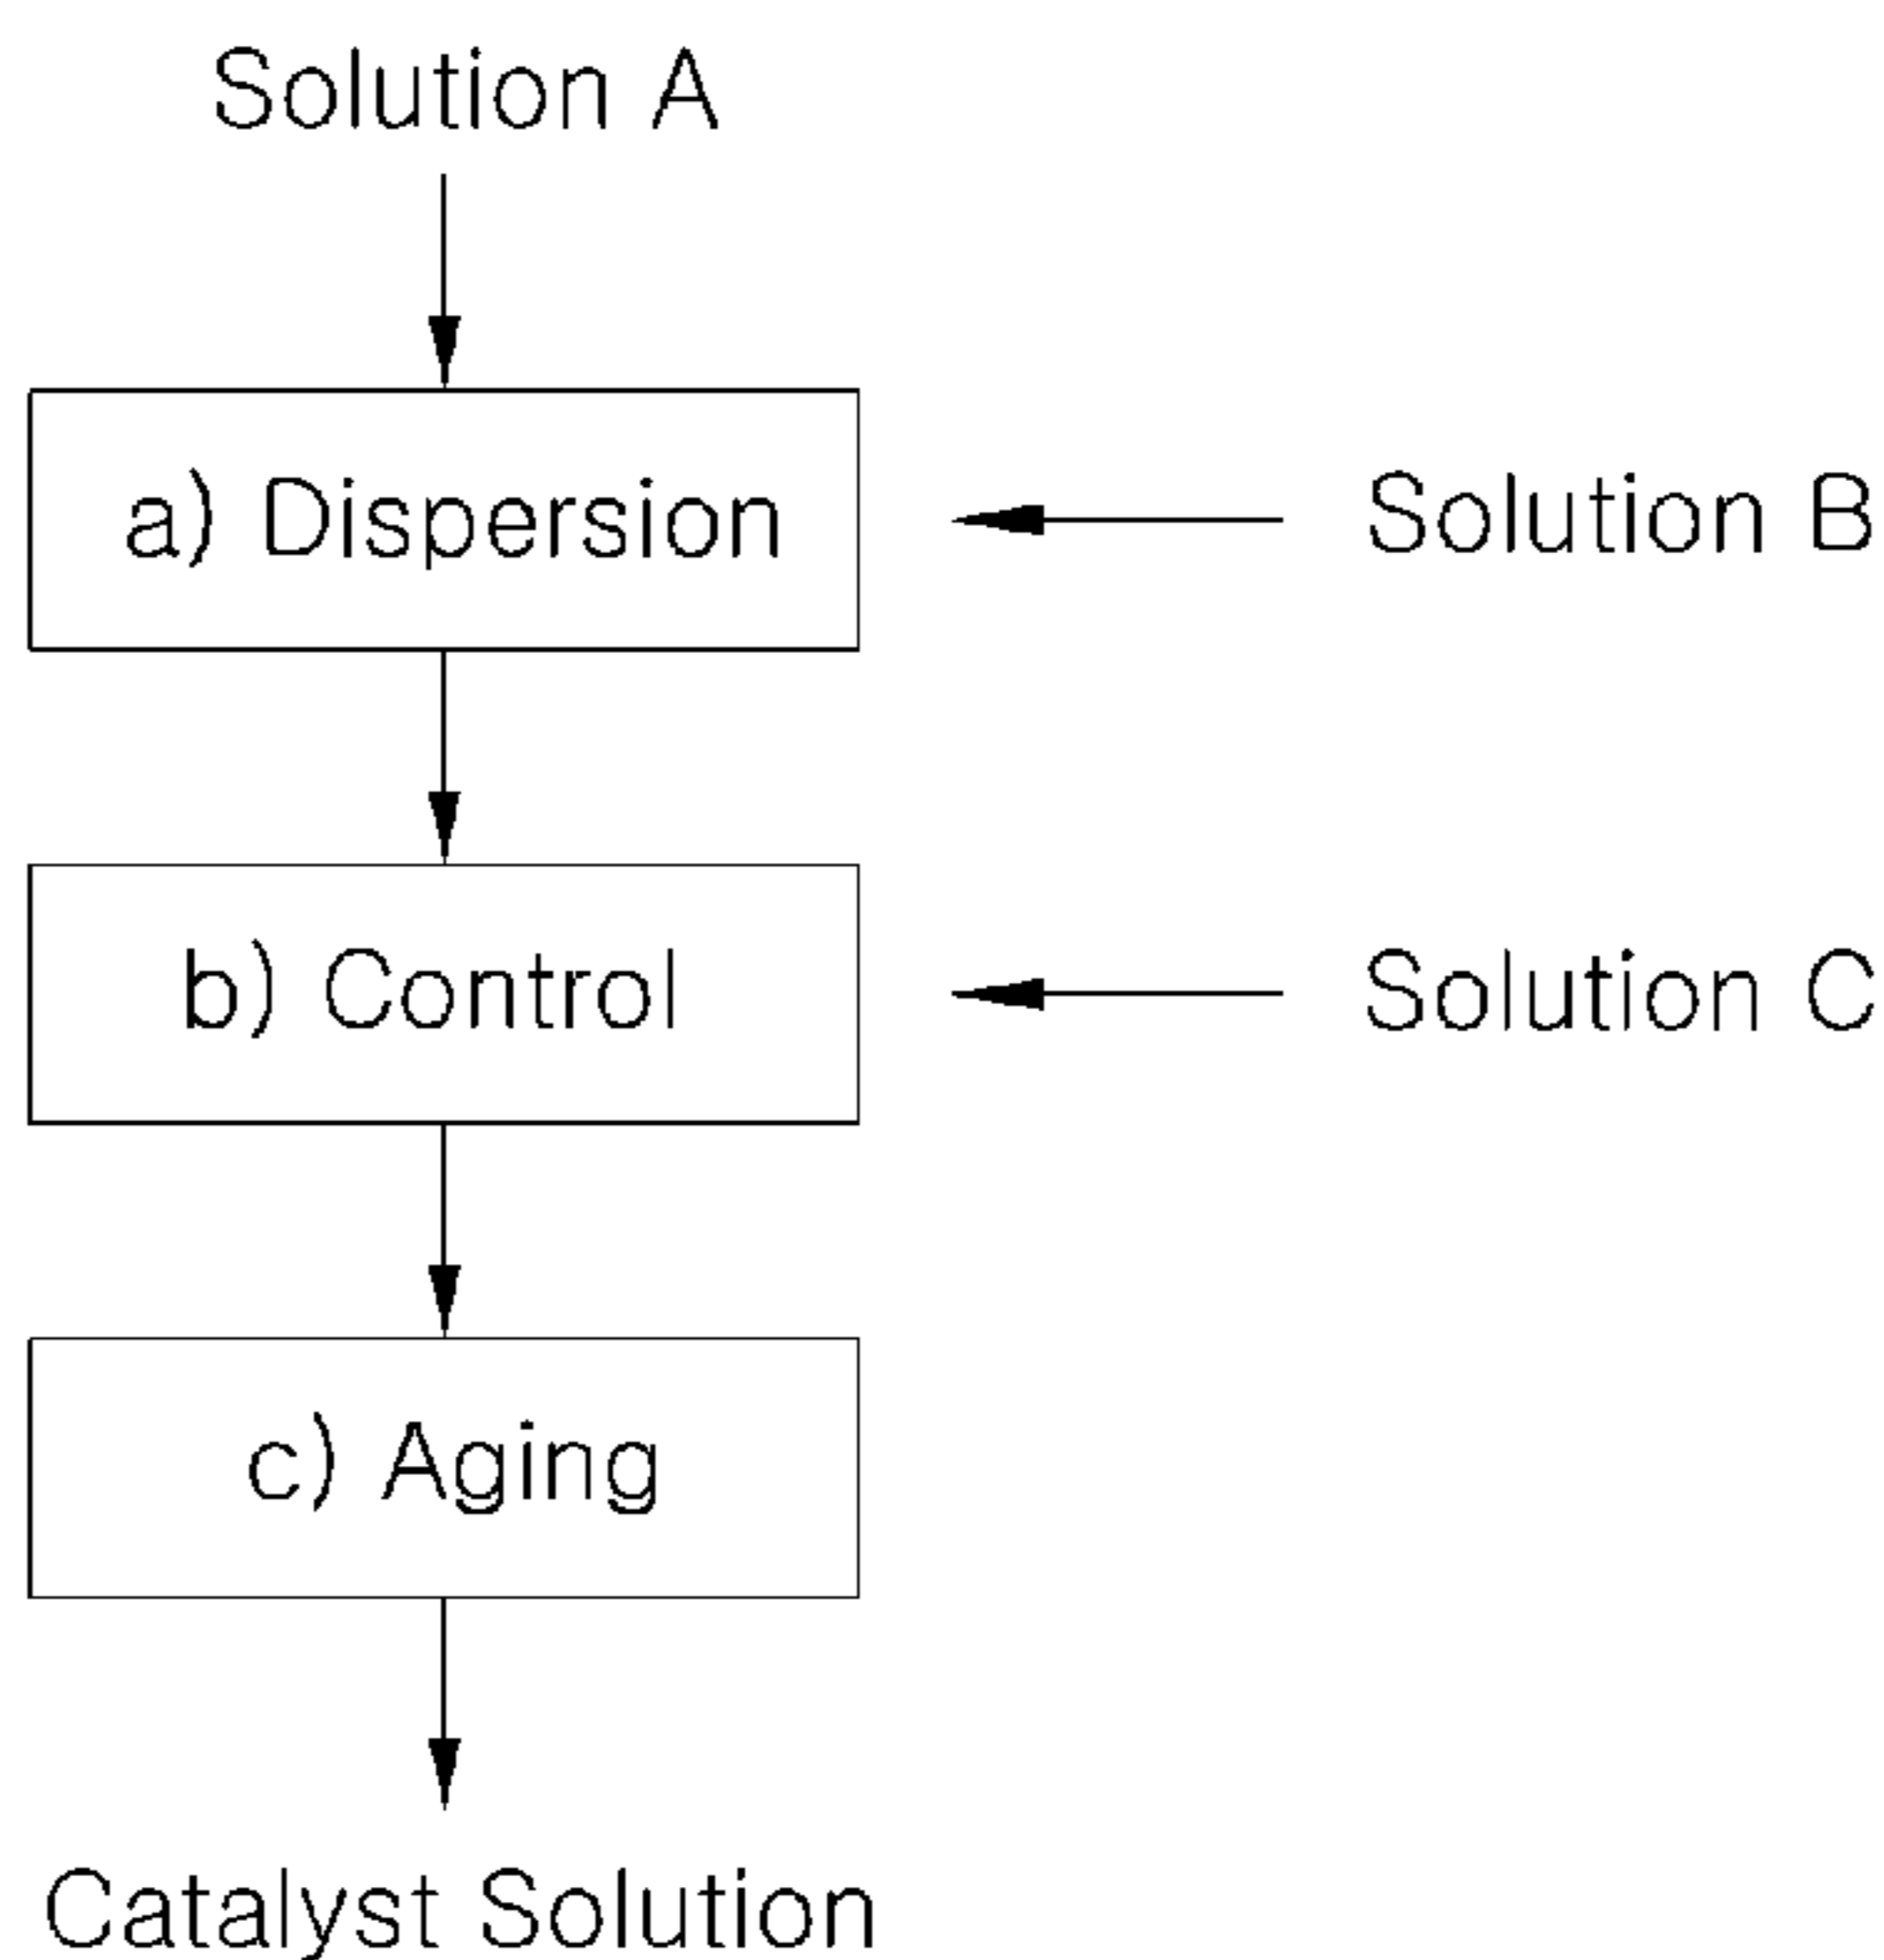 Solution A
a) Dispersion
Solution B
b) Control
Solution C
c) Aging
Catalyst Solution